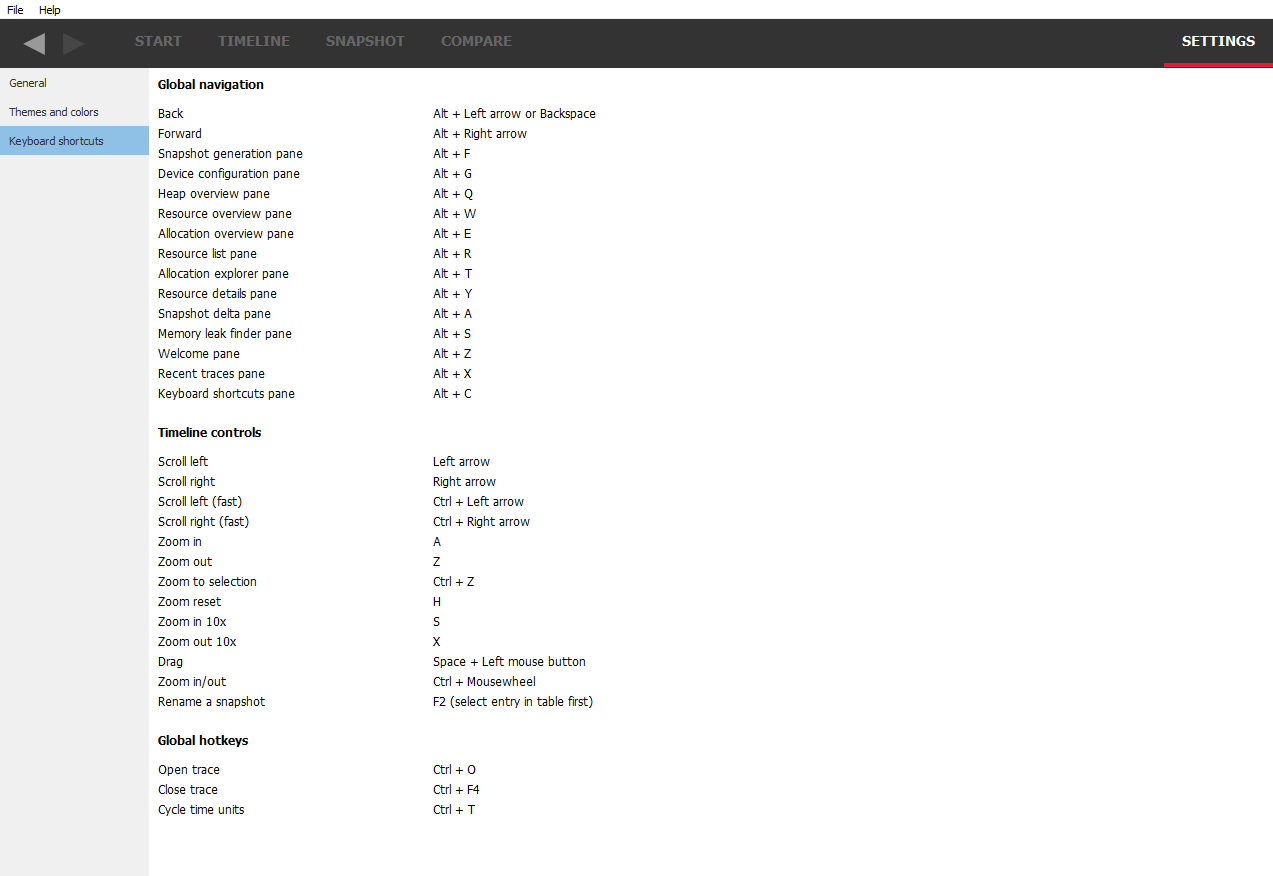 File Help
START TIMELINE SNAPSHOT COMPARE SETTINGS
General
Themes and colors
Keyboard shortcuts
Global navigation
Back Alt + Left arrow or Backspace
Forward Alt + Right arrow
Snapshot generation pane Alt + F
Device configuration pane Alt + G
Heap overview pane Alt + Q
Resource overview pane Alt + W
Allocation overview pane Alt + E
Resource list pane Alt + R
Allocation explorer pane Alt + T
Resource details pane Alt + Y
Snapshot delta pane Alt + A
Memory leak finder pane Alt + S
Welcome pane Alt + Z
Recent traces pane Alt + X
Keyboard shortcuts pane Alt + C
Timeline controls
Scroll left Left arrow
Scroll right Right arrow
Scroll left (fast) Ctrl + Left arrow
Scroll right (fast) Ctrl + Right arrow
Zoom in A
Zoom out Z
Zoom to selection Ctrl + Z
Zoom reset H
Zoom in 10x S
Zoom out 10x X
Drag Space + Left mouse button
Zoom in/out Ctrl + Mousewheel
Rename a snapshot F2 (select entry in table first)
Global hotkeys
Open trace Ctrl + O
Close trace Ctrl + F4
Cycle time units Ctrl + T